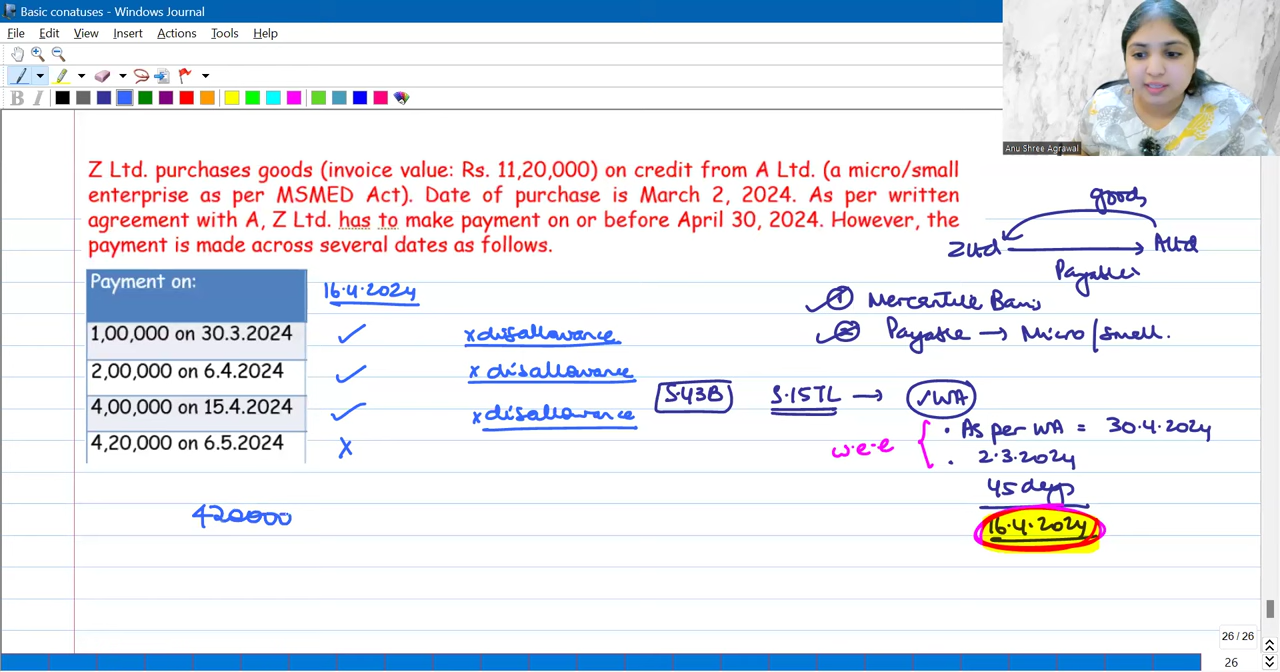 Basic conatuses - Windows Journal
File Edit View Insert Actions Tools Help
B I
Anu Shree Agrawal
Z Ltd. purchases goods (invoice value: Rs. 11,20,000) on credit from A Ltd. (a micro/small
enterprise as per MSMED Act). Date of purchase is March 2, 2024. As per written
agreement with A, Z Ltd. has to make payment on or before April 30, 2024. However, the
payment is made across several dates as follows.
goods
Z Ltd A Ltd
Payables
Payment on:
16.4.2024
1,00,000 on 30.3.2024 ✓ x disallowance
2,00,000 on 6.4.2024 ✓ x disallowance
4,00,000 on 15.4.2024 ✓ x disallowance
4,20,000 on 6.5.2024 x
420000
① Mercantile Basis
② Payable → Micro/Small.
S.43B S.15TL → ✓WA
w.e.e { • As per WA = 30.4.2024
• 2.3.2024
45 days
16.4.2024
26/26
26